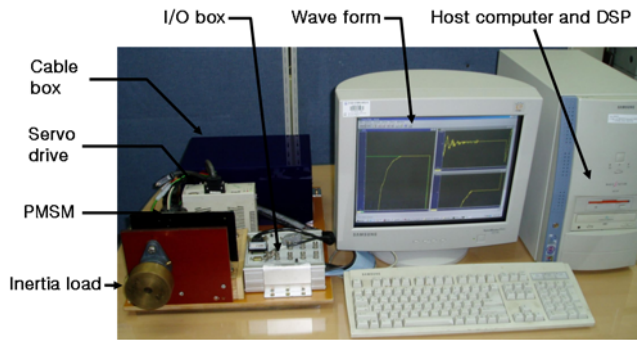 I/O box
Wave form
Host computer and DSP
Cable
box
Servo
drive
PMSM
Inertia load
SAMSUNG